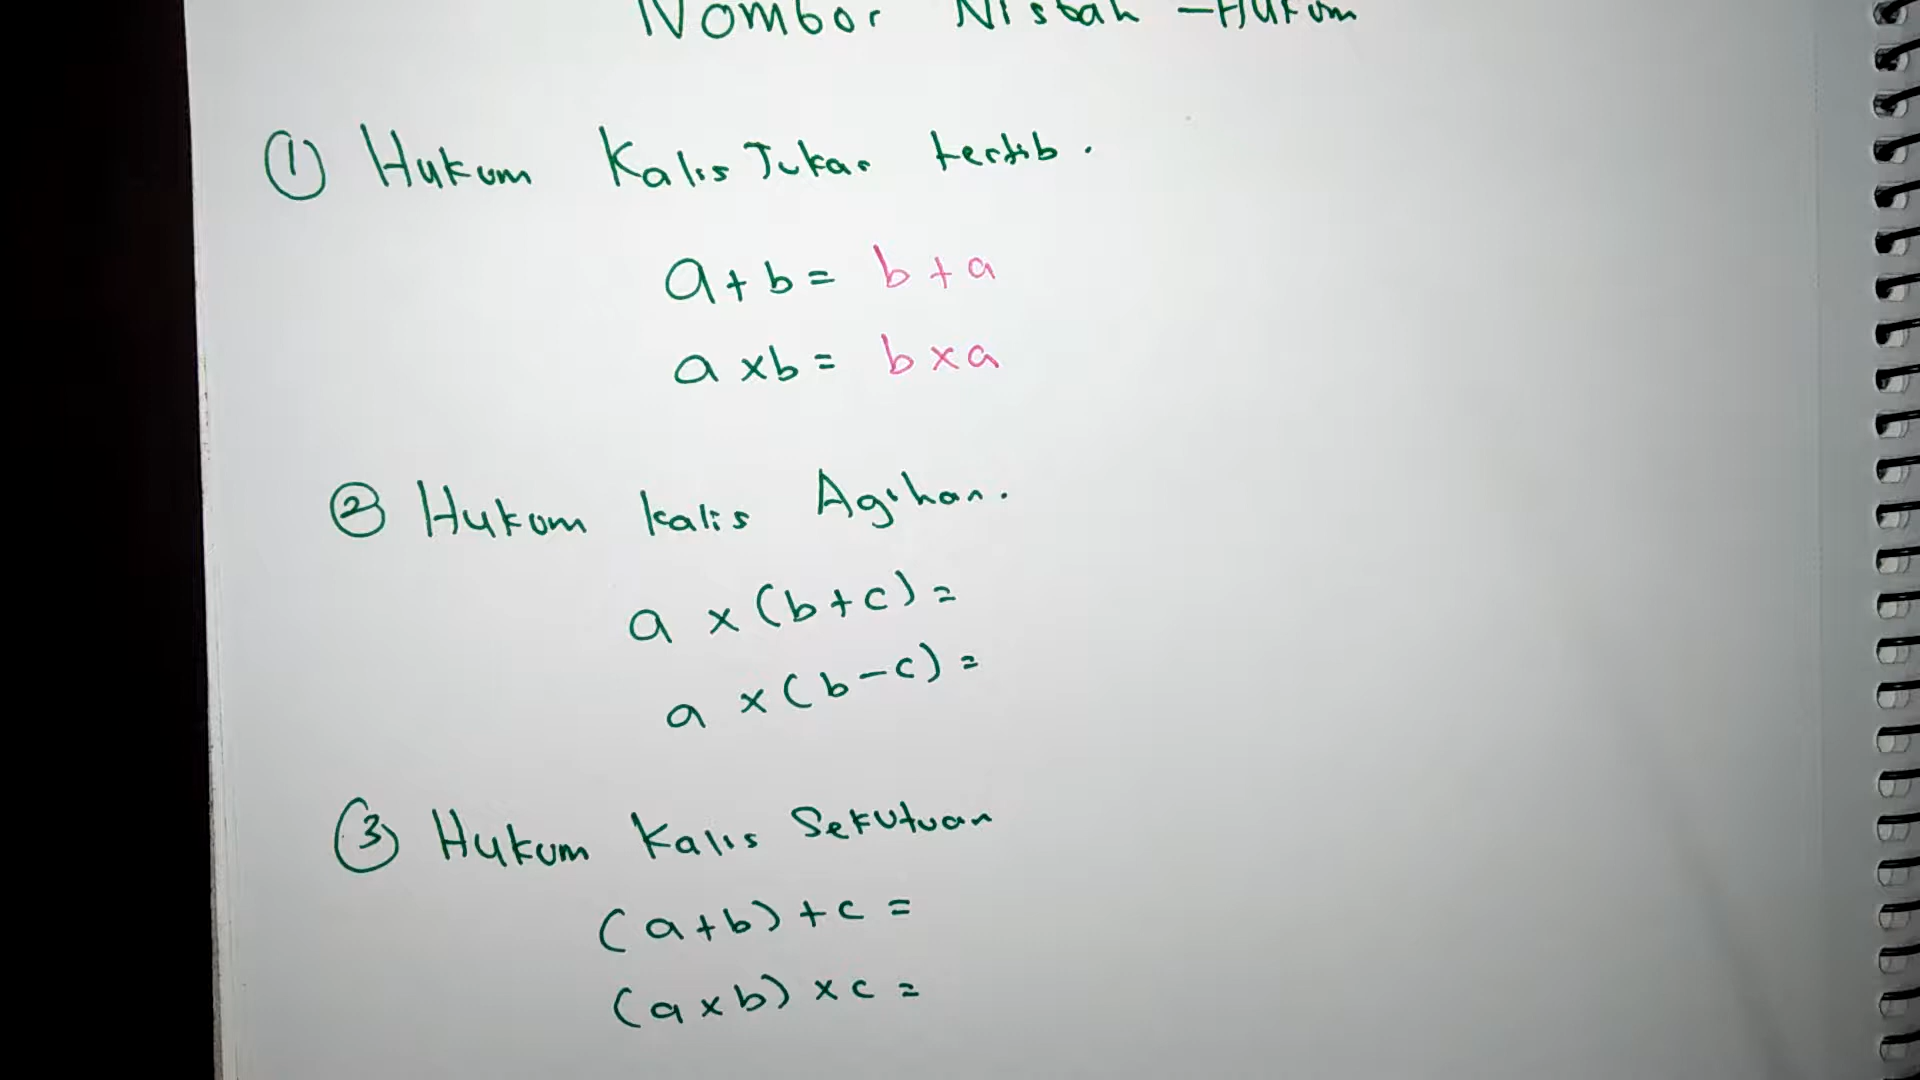 Nombor Nisbah - Hukum
① Hukum Kalis Tukar tertib.
a + b = b + a
a x b = b x a
② Hukum kalis Agihan.
a x (b + c) =
a x (b - c) =
③ Hukum Kalis Sekutuan
(a + b) + c =
(a x b) x c =